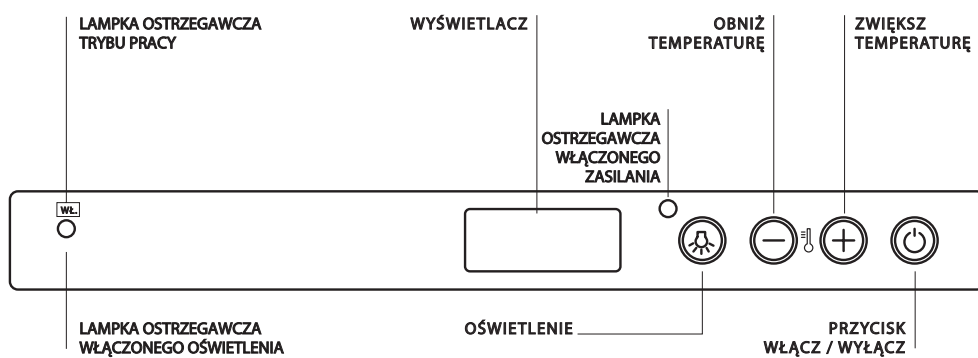 LAMPKA OSTRZEGAWCZA
TRYBU PRACY
WYŚWIETLACZ
OBNIŻ
TEMPERATURĘ
ZWIĘKSZ
TEMPERATURĘ
LAMPKA
OSTRZEGAWCZA
WŁĄCZONEGO
ZASILANIA
WŁ.
LAMPKA OSTRZEGAWCZA
WŁĄCZONEGO OŚWIETLENIA
OŚWIETLENIE
PRZYCISK
WŁĄCZ / WYŁĄCZ